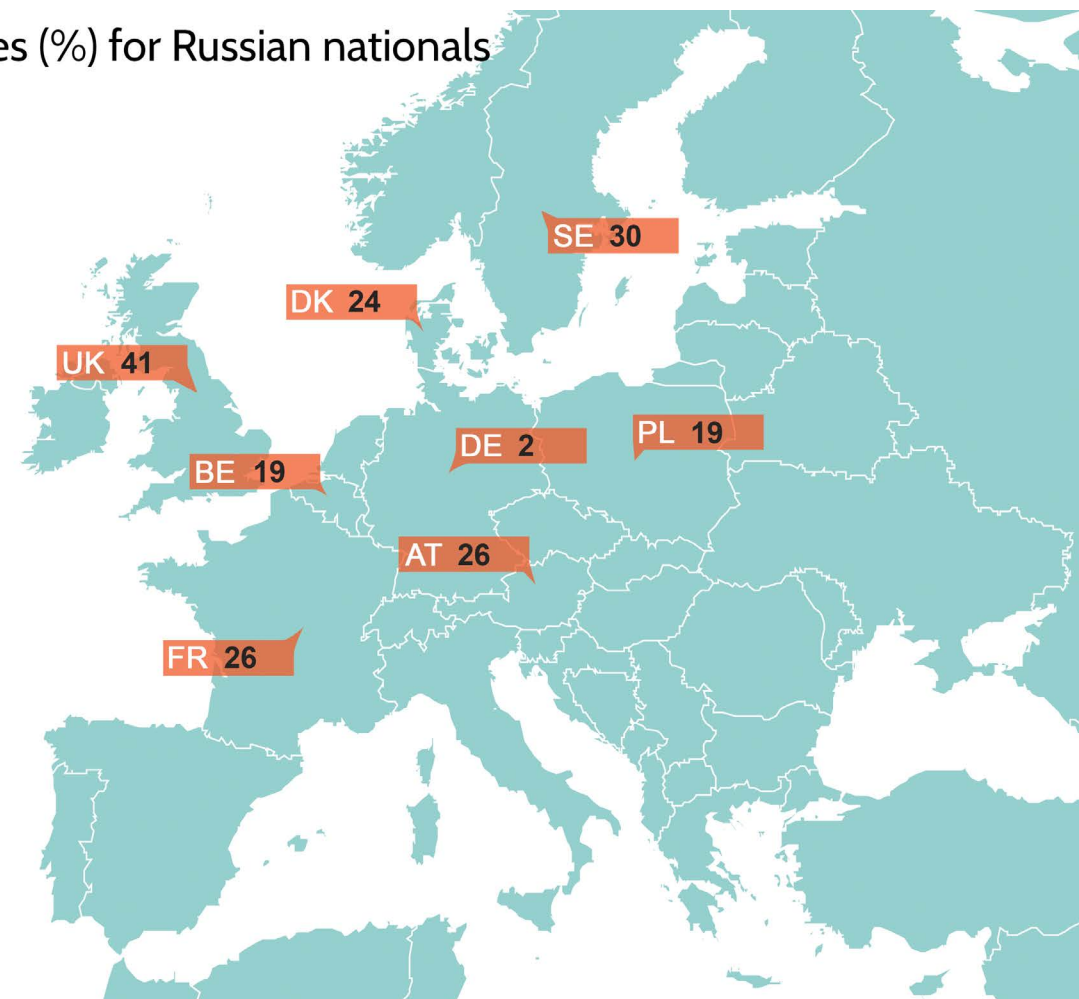 es (%) for Russian nationals
SE 30
DK 24
UK 41
DE 2
PL 19
BE 19
AT 26
FR 26